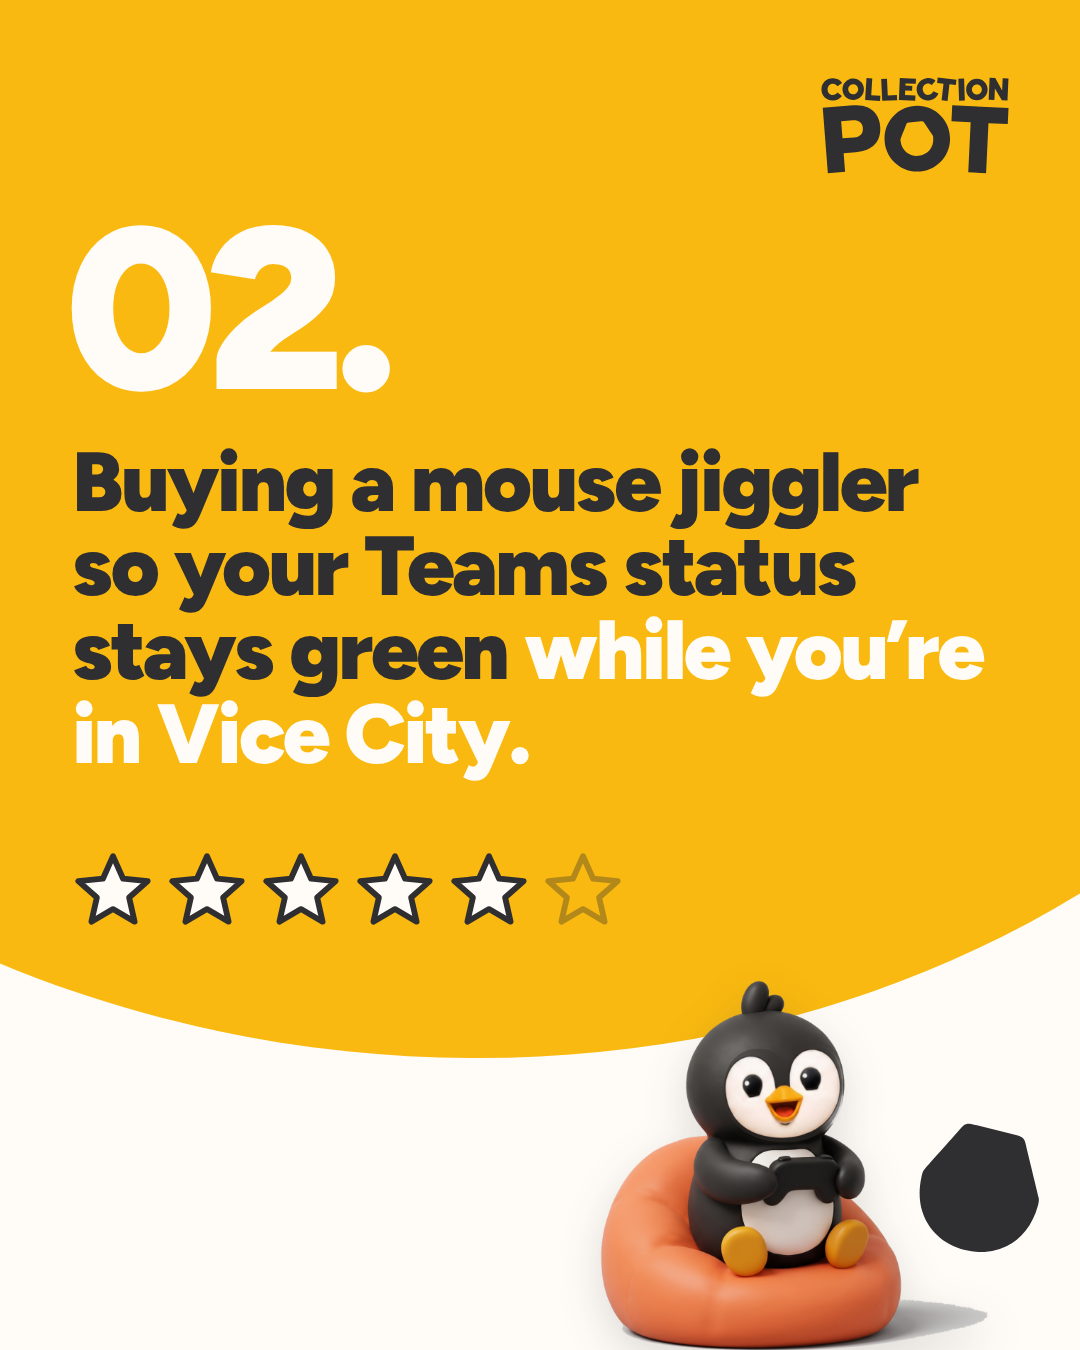 COLLECTION
POT
02.
Buying a mouse jiggler
so your Teams status
stays green while you’re
in Vice City.